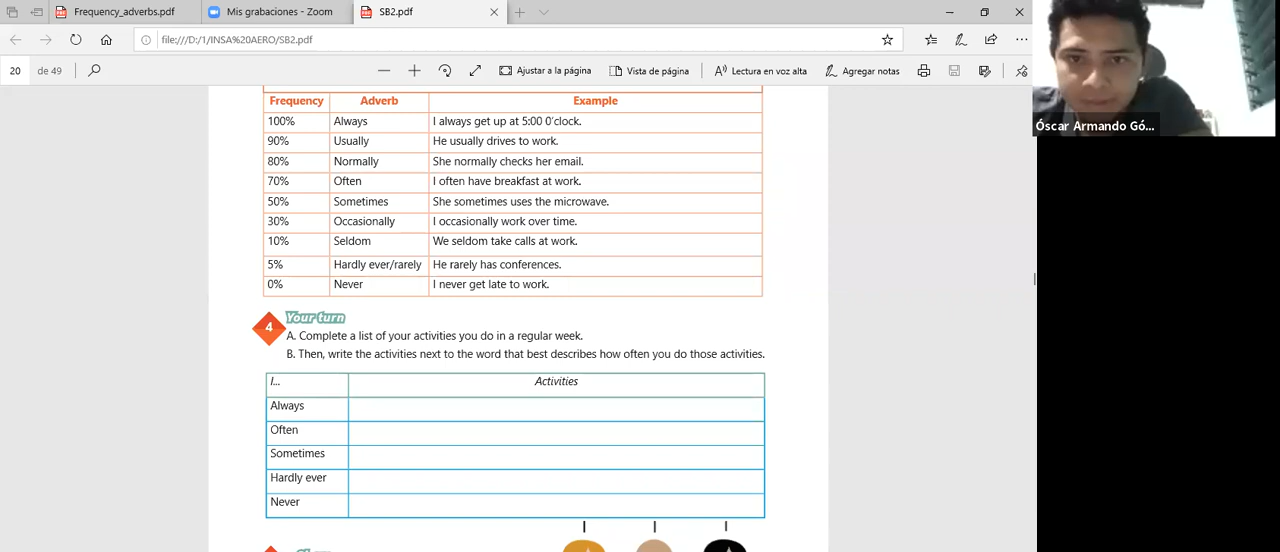 Frequency_adverbs.pdf
Mis grabaciones - Zoom
SB2.pdf
file:///D:/1/INSA%20AERO/SB2.pdf
20 de 49
Ajustar a la página
Vista de página
Lectura en voz alta
Agregar notas
Óscar Armando Gó...
Frequency Adverb Example
100% Always I always get up at 5:00 0'clock.
90% Usually He usually drives to work.
80% Normally She normally checks her email.
70% Often I often have breakfast at work.
50% Sometimes She sometimes uses the microwave.
30% Occasionally I occasionally work over time.
10% Seldom We seldom take calls at work.
5% Hardly ever/rarely He rarely has conferences.
0% Never I never get late to work.
4 Your turn
A. Complete a list of your activities you do in a regular week.
B. Then, write the activities next to the word that best describes how often you do those activities.
I... Activities
Always
Often
Sometimes
Hardly ever
Never